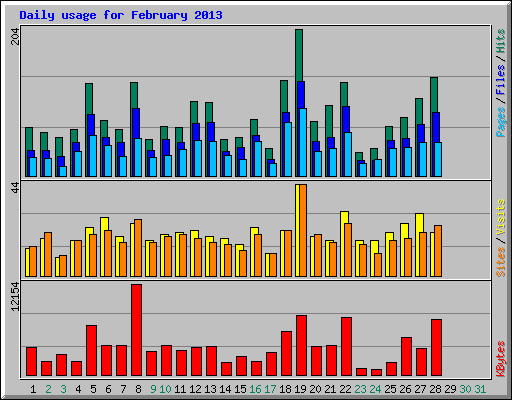 Daily usage for February 2013
204
Pages / Files / Hits
44
Sites / Visits
12154
KBytes
1 2 3 4 5 6 7 8 9 10 11 12 13 14 15 16 17 18 19 20 21 22 23 24 25 26 27 28 29 30 31